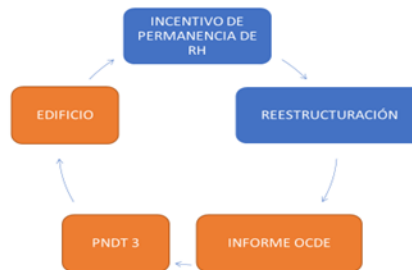 INCENTIVO DE
PERMANENCIA DE
RH
REESTRUCTURACIÓN
INFORME OCDE
PNDT 3
EDIFICIO